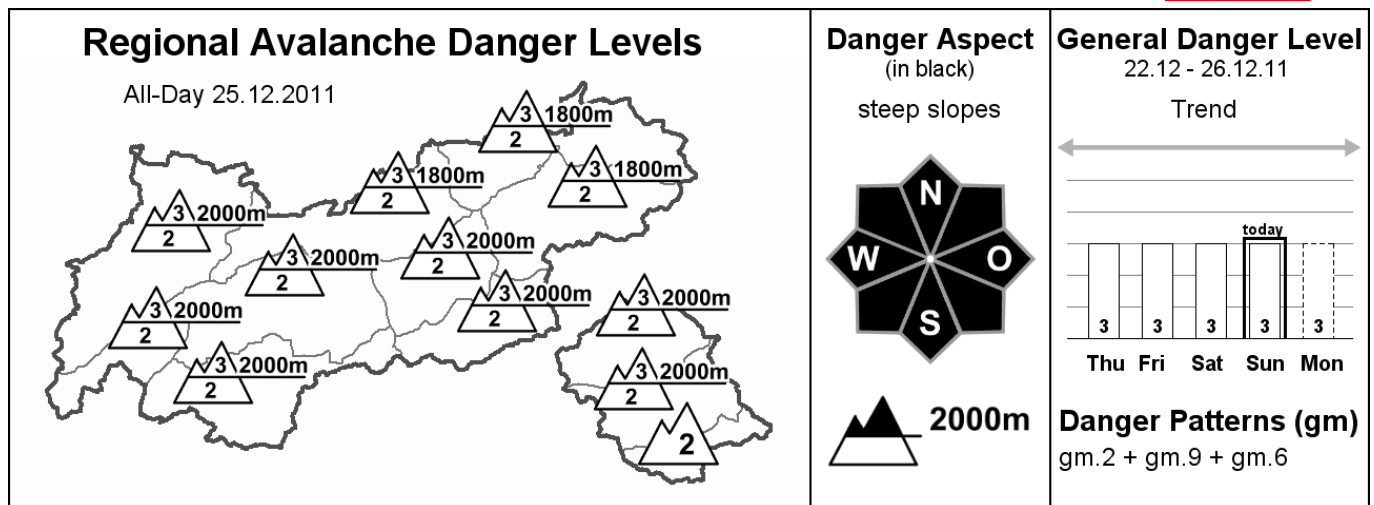 Regional Avalanche Danger Levels
All-Day 25.12.2011
3 1800m
2
3 1800m
2
3 1800m
2
3 2000m
2
3 2000m
2
3 2000m
2
3 2000m
2
3 2000m
2
3 2000m
2
3 2000m
2
3 2000m
2
2
Danger Aspect
(in black)
steep slopes
N
W
O
S
2000m
General Danger Level
22.12 - 26.12.11
Trend
today
3 3 3 3 3
Thu Fri Sat Sun Mon
Danger Patterns (gm)
gm.2 + gm.9 + gm.6